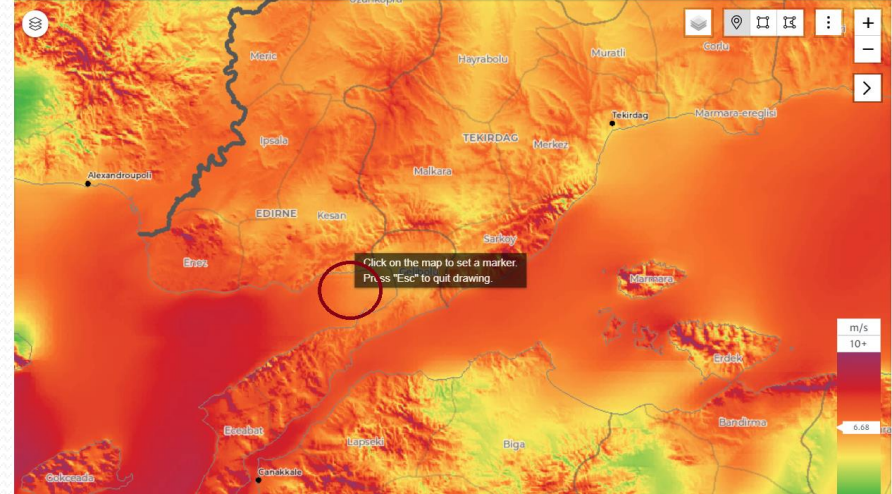 Meric
Hayrabolu
Muratli
Corlu
Ipsala
TEKIRDAG
Merkez
Tekirdag
Marmara-ereglisi
Malkara
Alexandroupoli
EDIRNE
Kesan
Sarkoy
Enez
Click on the map to set a marker.
Press "Esc" to quit drawing.
Marmara
m/s
10+
Erdek
6.68
Eceabat
Lapseki
Biga
Bandirma
Canakkale
Gokceada